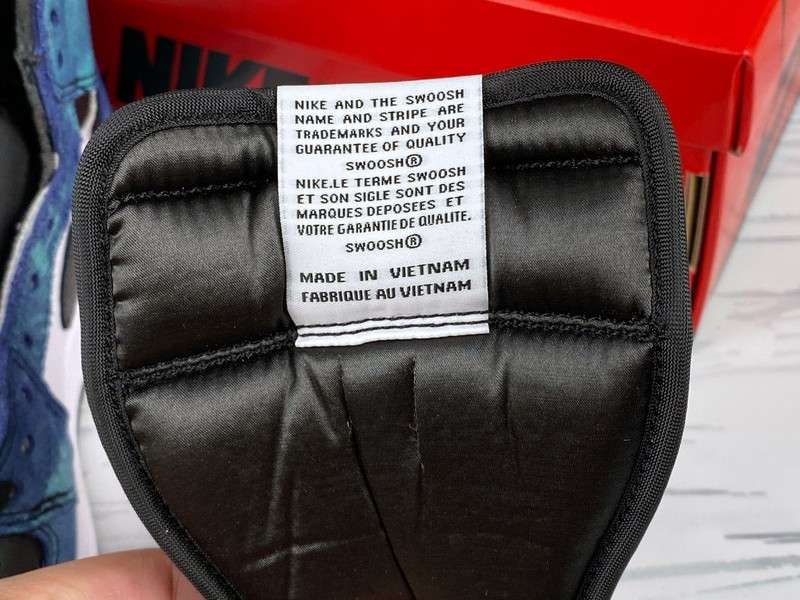 NIKE
NIKE AND THE SWOOSH
NAME AND STRIPE ARE
TRADEMARKS AND YOUR
GUARANTEE OF QUALITY
SWOOSH®
NIKE.LE TERME SWOOSH
ET SON SIGLE SONT DES
MARQUES DEPOSEES ET
VOTRE GARANTIE DE QUALITE.
SWOOSH®
MADE IN VIETNAM
FABRIQUE AU VIETNAM